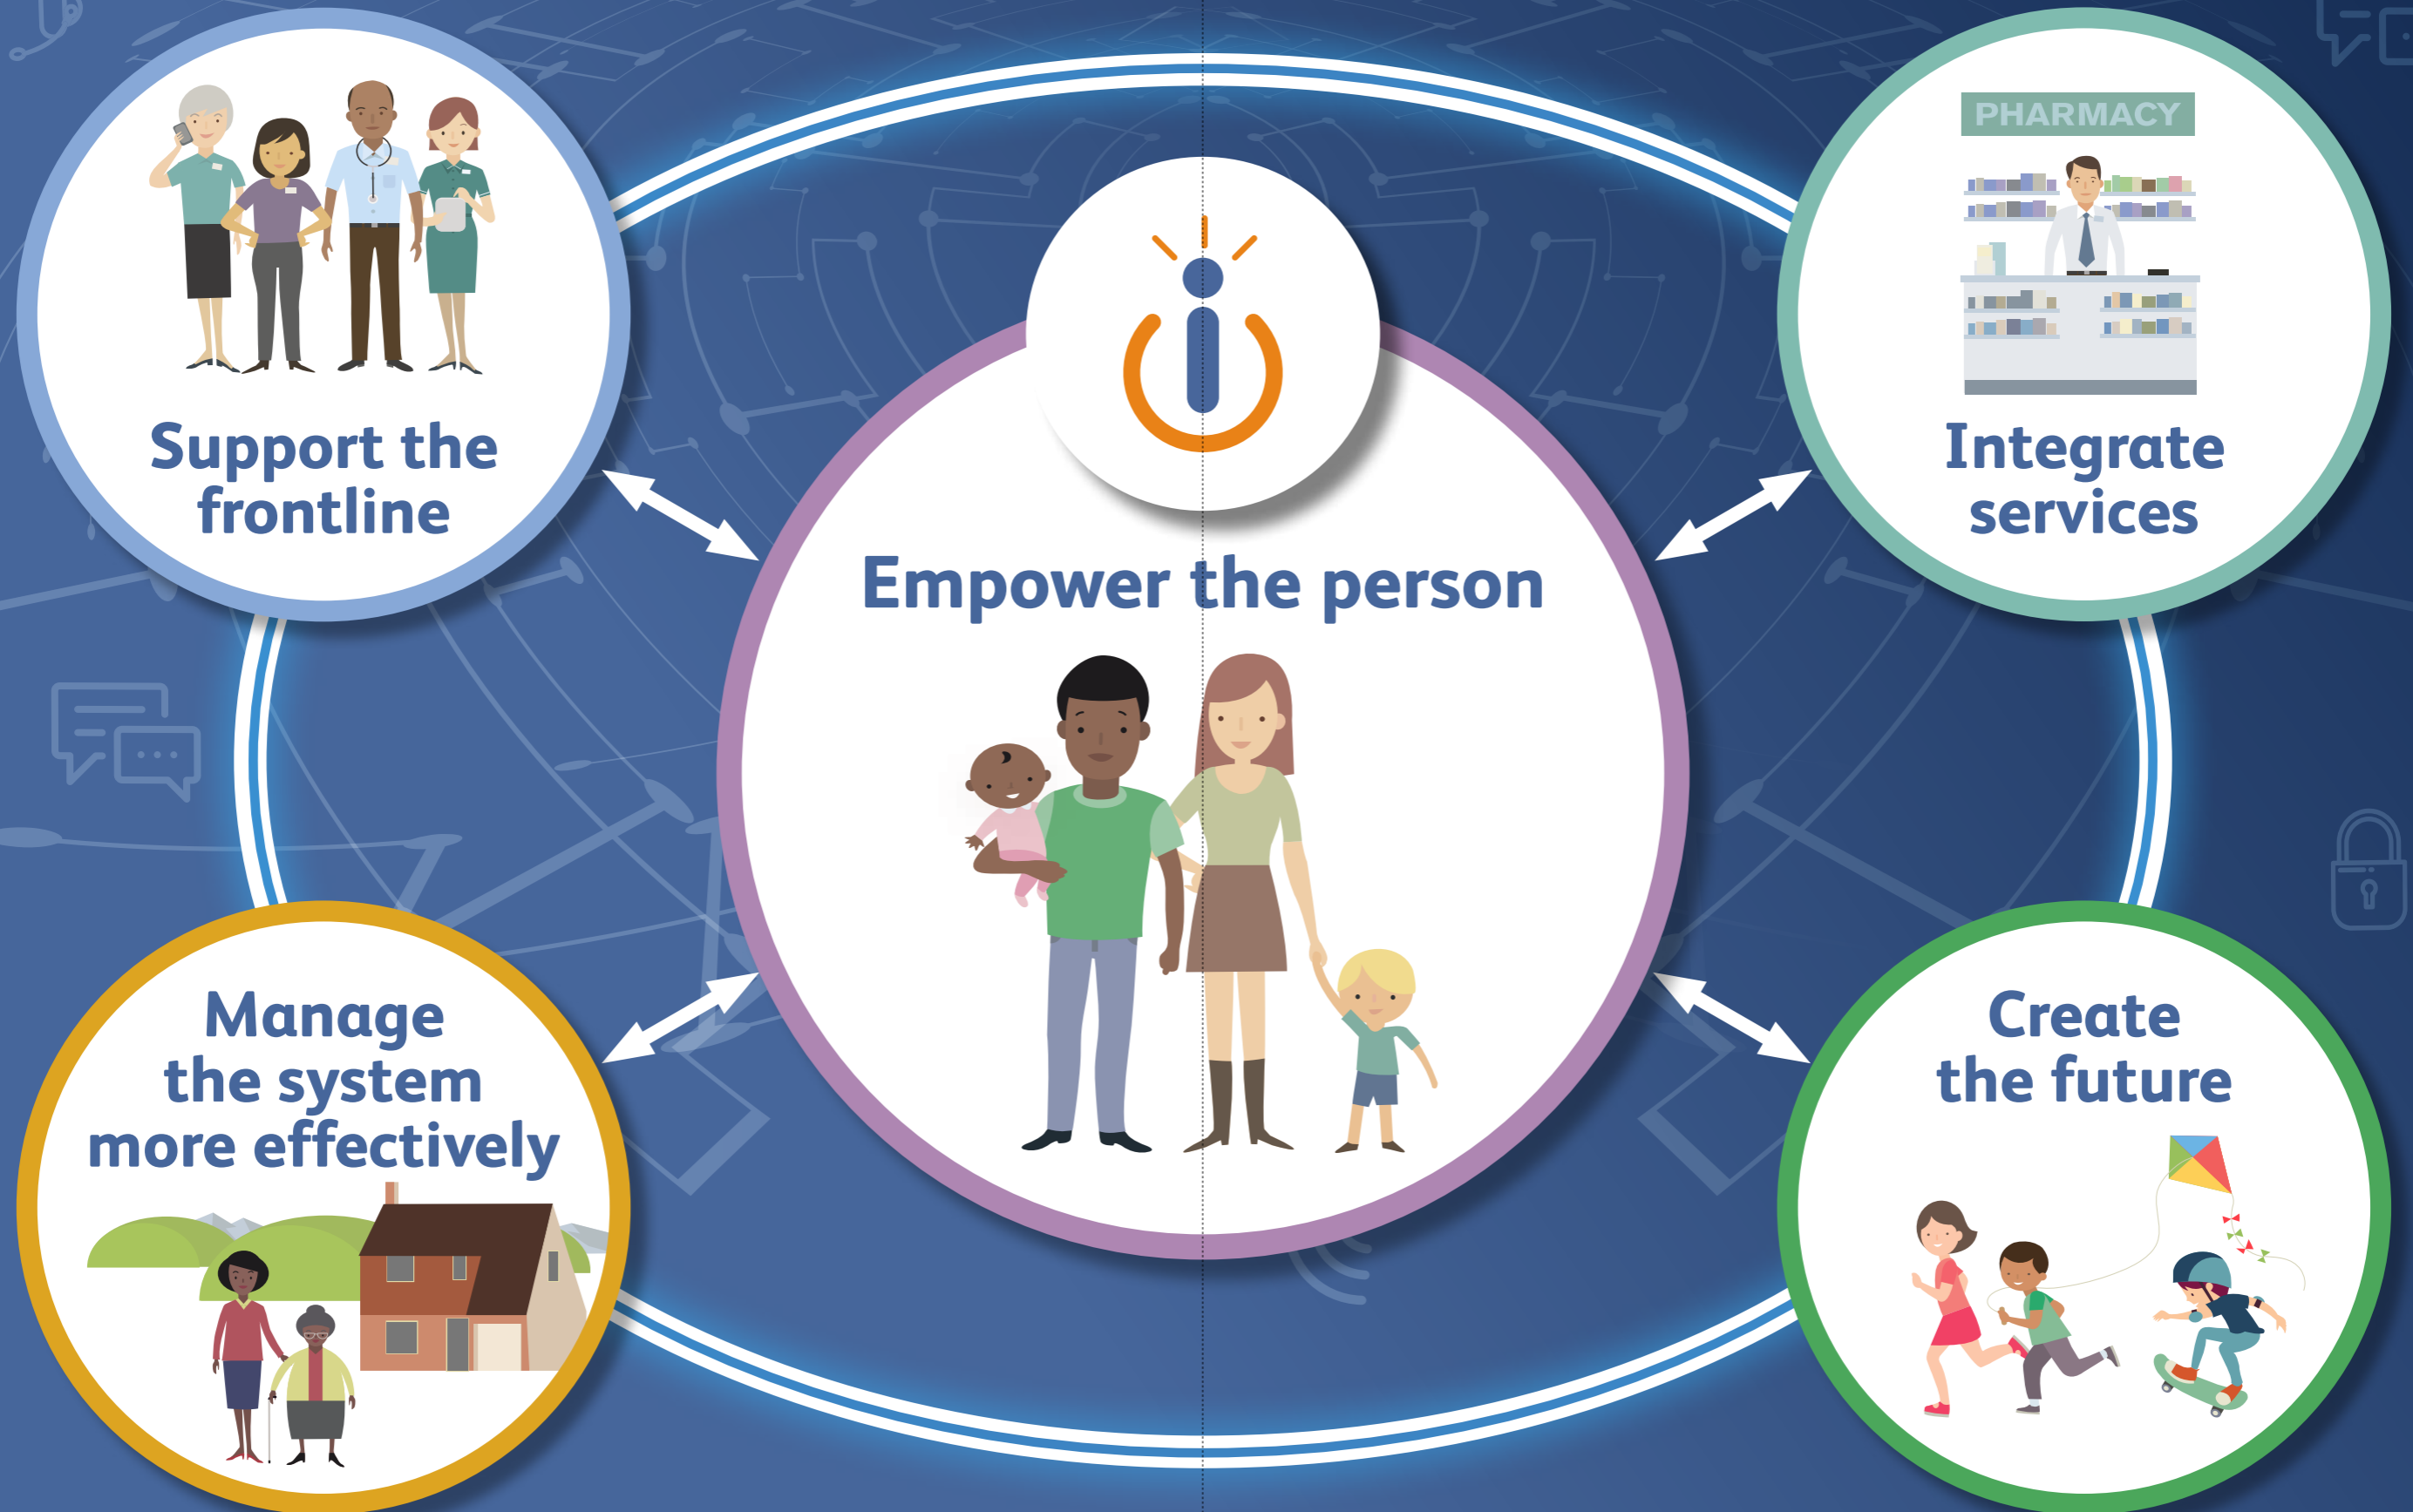 Support the
frontline
PHARMACY
Integrate
services
Empower the person
Manage
the system
more effectively
Create
the future